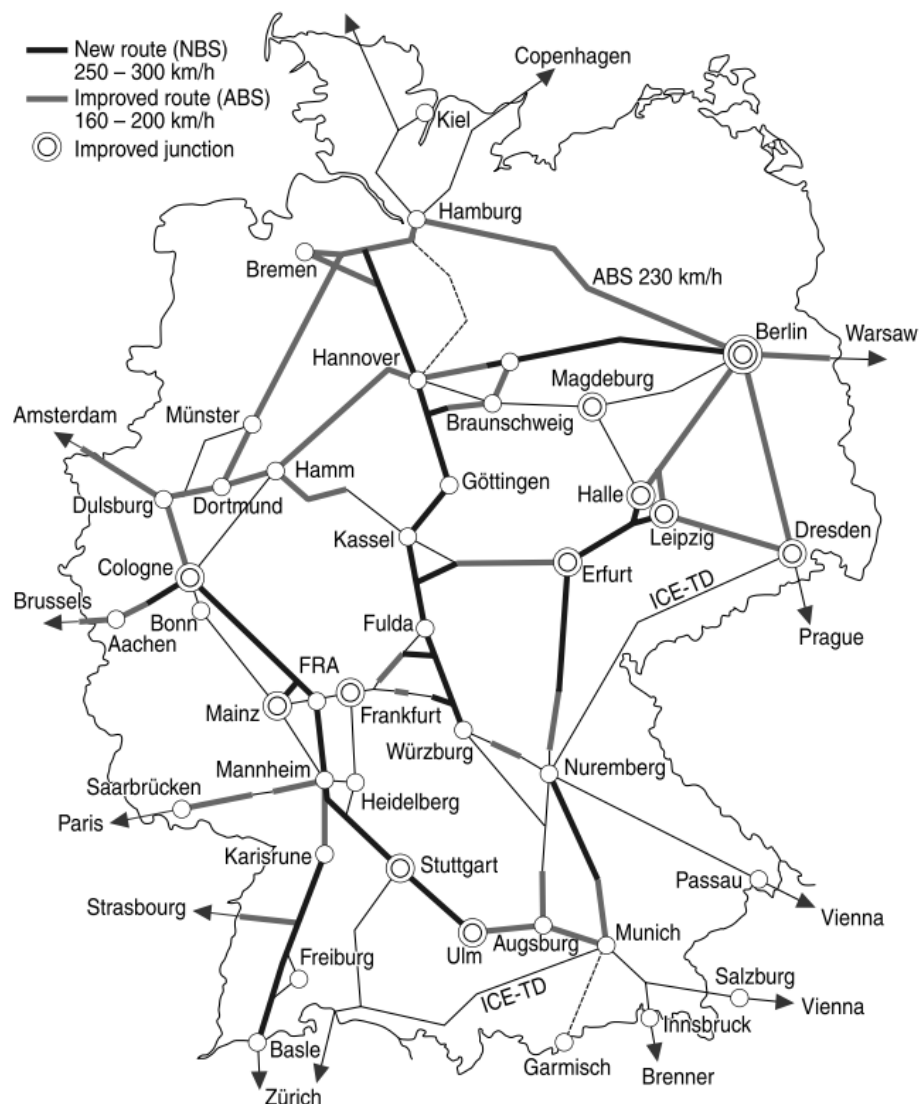 New route (NBS)
250 – 300 km/h
Improved route (ABS)
160 – 200 km/h
Improved junction
Copenhagen
Kiel
Hamburg
Bremen
ABS 230 km/h
Berlin
Warsaw
Hannover
Magdeburg
Braunschweig
Amsterdam
Münster
Hamm
Göttingen
Halle
Dulsburg
Dortmund
Leipzig
Kassel
Dresden
Cologne
Erfurt
ICE-TD
Brussels
Bonn
Aachen
Fulda
Prague
FRA
Mainz
Frankfurt
Würzburg
Mannheim
Nuremberg
Saarbrücken
Heidelberg
Paris
Karisrune
Stuttgart
Passau
Strasbourg
Vienna
Ulm
Augsburg
Munich
Freiburg
ICE-TD
Salzburg
Vienna
Innsbruck
Basle
Garmisch
Brenner
Zürich